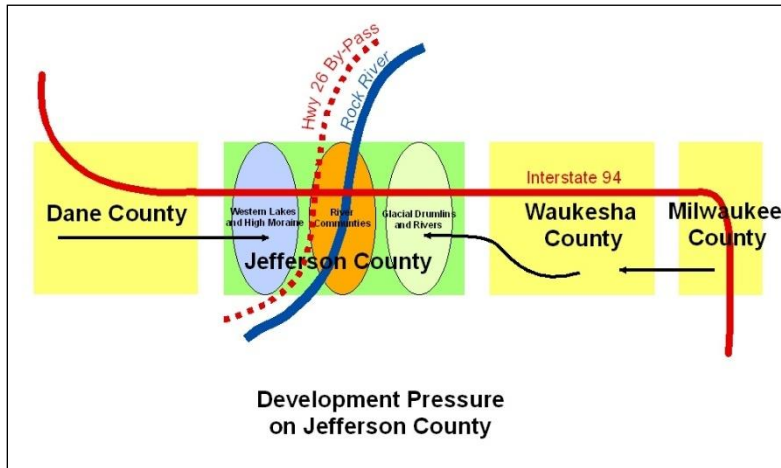 Hwy 26 By-Pass
Rock River
Interstate 94
Dane County
Western Lakes
and High Moraine
River
Communities
Glacial Drumlins
and Rivers
Jefferson County
Waukesha
County
Milwaukee
County
Development Pressure
on Jefferson County